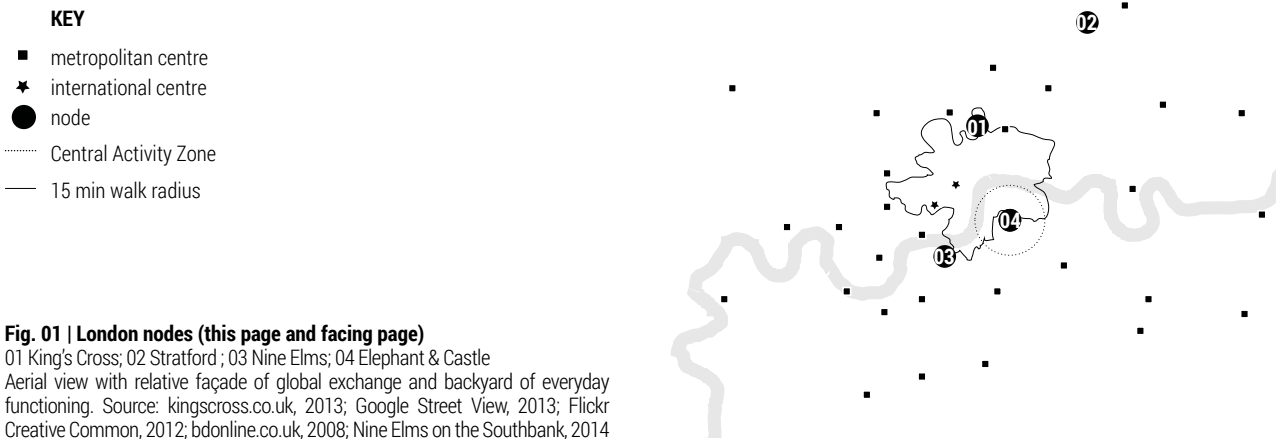 KEY
metropolitan centre
international centre
node
Central Activity Zone
15 min walk radius
Fig. 01 | London nodes (this page and facing page)
01 King's Cross; 02 Stratford ; 03 Nine Elms; 04 Elephant & Castle
Aerial view with relative façade of global exchange and backyard of everyday
functioning. Source: kingscross.co.uk, 2013; Google Street View, 2013; Flickr
Creative Common, 2012; bdonline.co.uk, 2008; Nine Elms on the Southbank, 2014
02
01
04
03